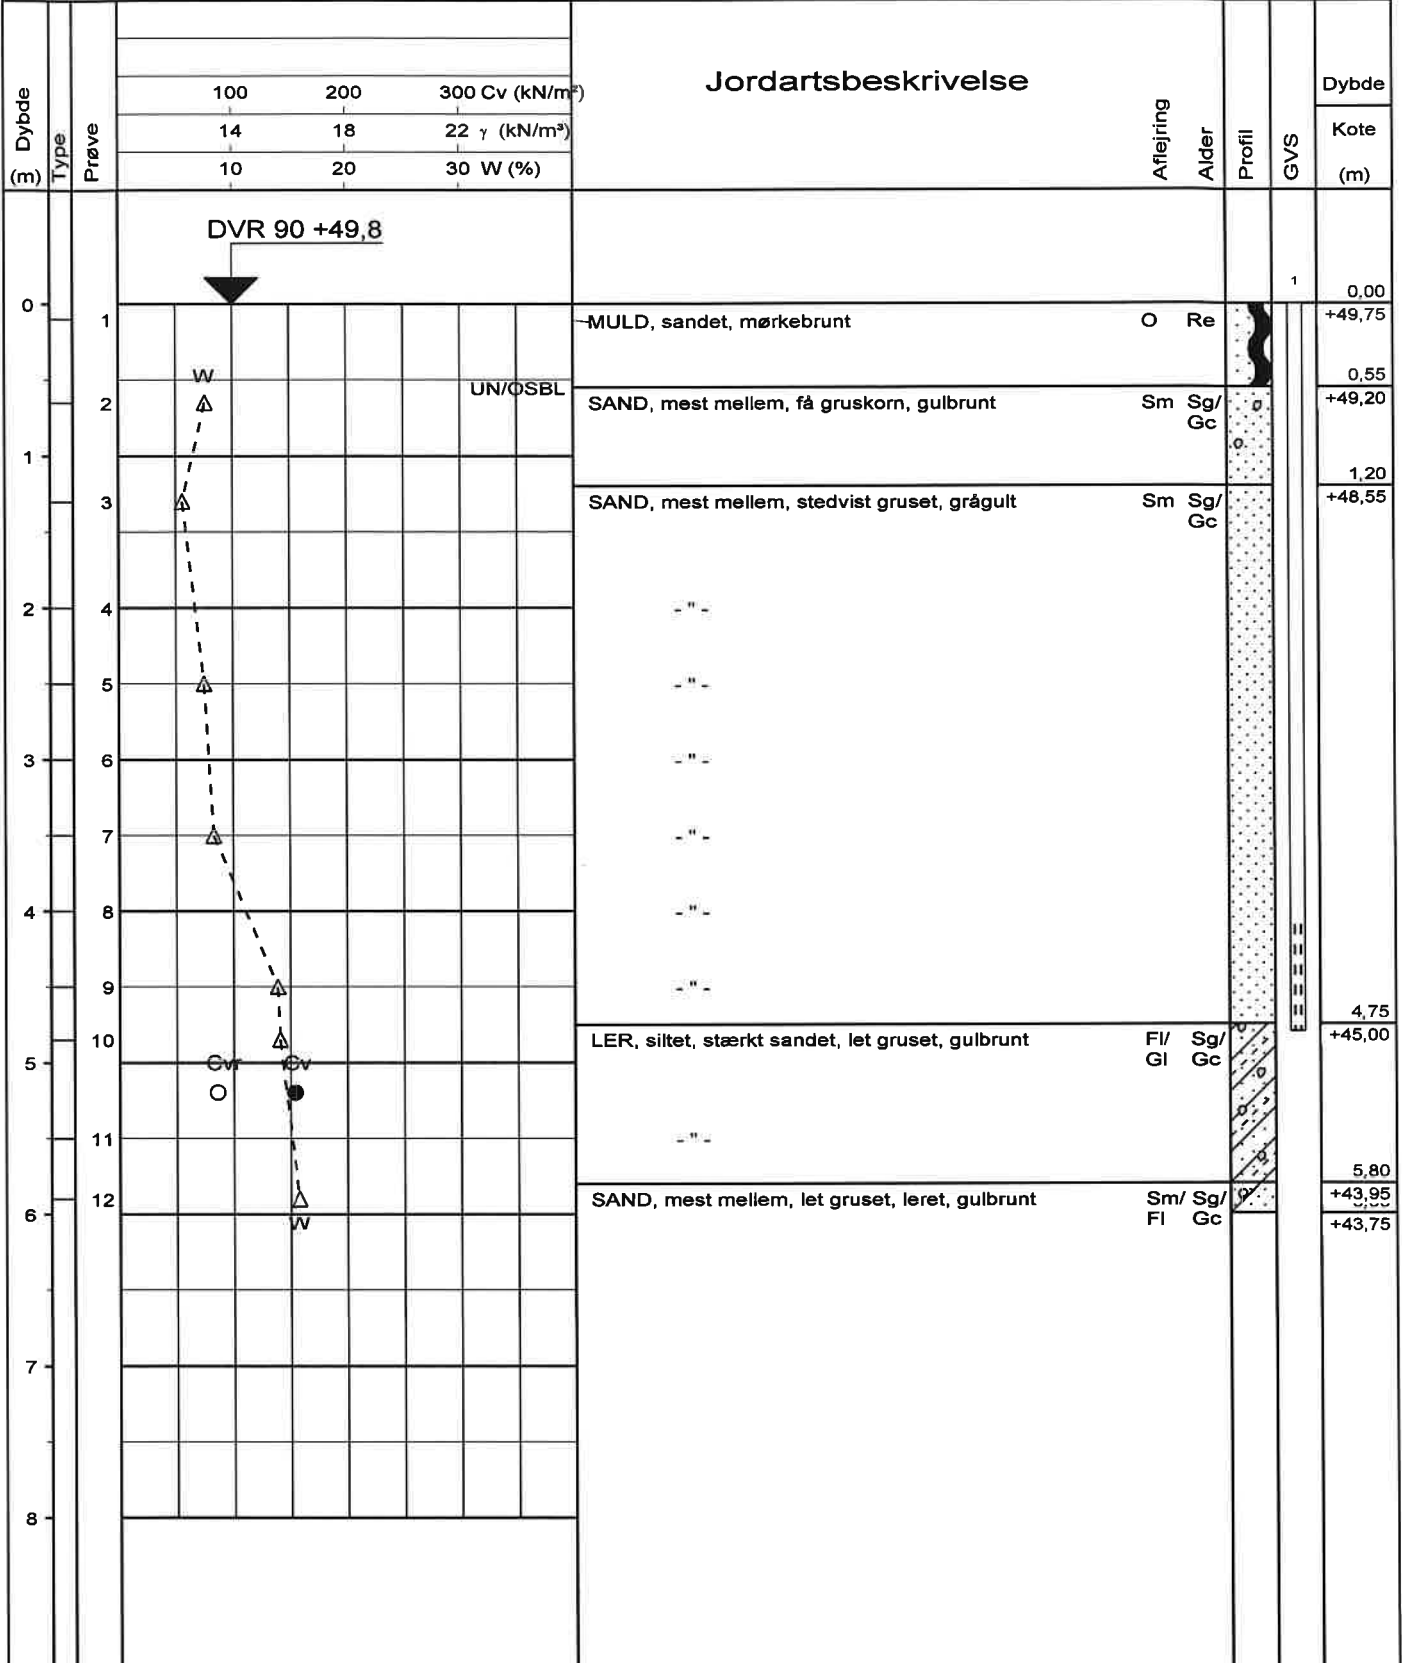 Dybde
(m)
Type
Prøve
100 200 300 Cv (kN/m²)
14 18 22 γ (kN/m³)
10 20 30 W (%)
Jordartsbeskrivelse
Aflejring
Alder
Profil
GVS
Dybde
Kote
(m)
DVR 90 +49,8
1
0,00
0
1 MULD, sandet, mørkebrunt O Re +49,75
W
0,55
UN/OSBL
2 SAND, mest mellem, få gruskorn, gulbrunt Sm Sg/ +49,20
Gc
1
1,20
3 SAND, mest mellem, stedvist gruset, grågult Sm Sg/ +48,55
Gc
2 4 - " -
5 - " -
3 6 - " -
7 - " -
4 8 - " -
9 - " -
4,75
10 LER, siltet, stærkt sandet, let gruset, gulbrunt Fl/ Sg/ +45,00
Gl Gc
5 Cvr Cv
11 - " -
5,80
12 SAND, mest mellem, let gruset, leret, gulbrunt Sm/ Sg/ +43,95
Fl Gc
6 W +43,75
7
8